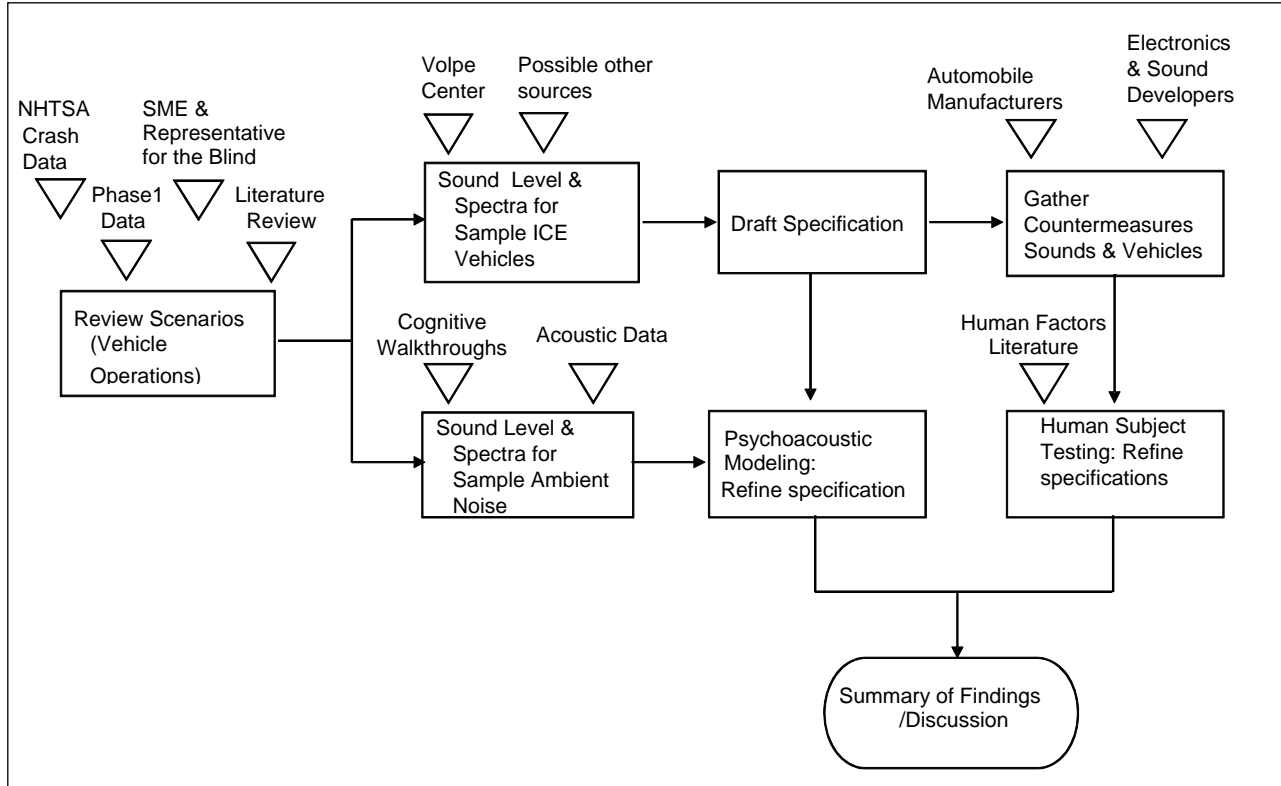 NHTSA
Crash
Data
SME &
Representative
for the Blind
Phase1
Data
Literature
Review
Review Scenarios
(Vehicle
Operations)
Volpe
Center
Possible other
sources
Sound Level &
Spectra for
Sample ICE
Vehicles
Cognitive
Walkthroughs
Acoustic Data
Sound Level &
Spectra for
Sample Ambient
Noise
Draft Specification
Psychoacoustic
Modeling:
Refine specification
Automobile
Manufacturers
Electronics
& Sound
Developers
Gather
Countermeasures
Sounds & Vehicles
Human Factors
Literature
Human Subject
Testing: Refine
specifications
Summary of Findings
/Discussion